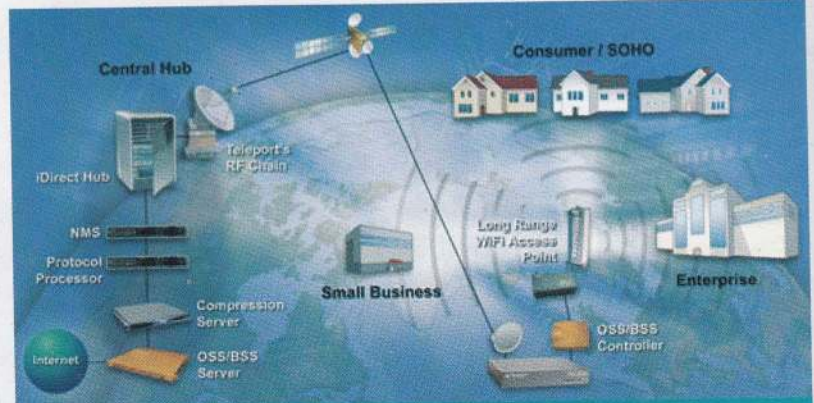 Central Hub
Consumer / SOHO
Teleport's
RF Chain
iDirect Hub
NMS
Protocol
Processor
Compression
Server
Internet
OSS/BSS
Server
Small Business
Long Range
WiFi Access
Point
Enterprise
OSS/BSS
Controller